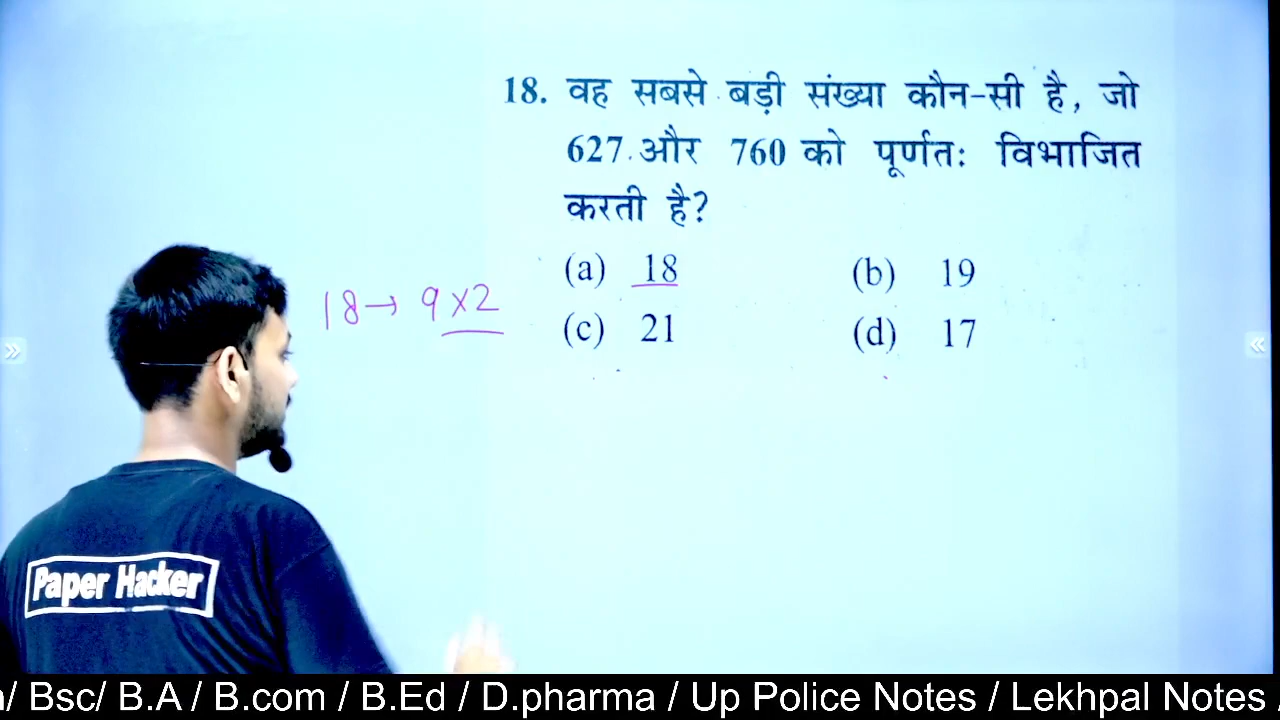 18. वह सबसे बड़ी संख्या कौन-सी है, जो
627 और 760 को पूर्णतः विभाजित
करती है?
(a) 18 (b) 19
(c) 21 (d) 17
18→ 9×2
Paper Hacker
/ Bsc/ B.A / B.com / B.Ed / D.pharma / Up Police Notes / Lekhpal Notes